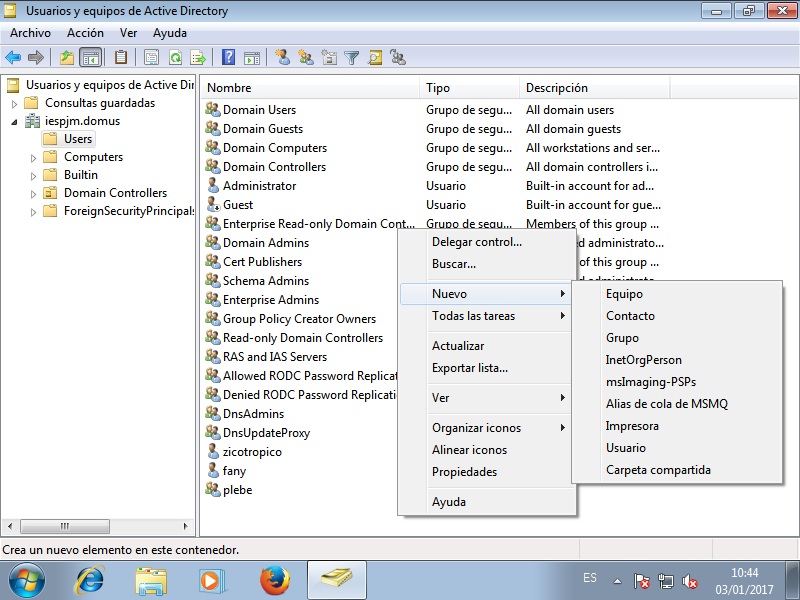 Usuarios y equipos de Active Directory
Archivo Acción Ver Ayuda
Usuarios y equipos de Active Dir
Consultas guardadas
iespjm.domus
Users
Computers
Builtin
Domain Controllers
ForeignSecurityPrincipals
Nombre Tipo Descripción
Domain Users Grupo de segu... All domain users
Domain Guests Grupo de segu... All domain guests
Domain Computers Grupo de segu... All workstations and ser...
Domain Controllers Grupo de segu... All domain controllers i...
Administrator Usuario Built-in account for ad...
Guest Usuario Built-in account for gue...
Enterprise Read-only Domain Cont... Grupo de segu... Members of this group ...
Domain Admins d administrato...
Cert Publishers of this group ...
Schema Admins d administrato...
Enterprise Admins
Group Policy Creator Owners
Read-only Domain Controllers
RAS and IAS Servers
Allowed RODC Password Replicat
Denied RODC Password Replicati
DnsAdmins
DnsUpdateProxy
zicotropico
fany
plebe
Delegar control...
Buscar...
Nuevo
Todas las tareas
Actualizar
Exportar lista...
Ver
Organizar iconos
Alinear iconos
Propiedades
Ayuda
Equipo
Contacto
Grupo
InetOrgPerson
msImaging-PSPs
Alias de cola de MSMQ
Impresora
Usuario
Carpeta compartida
Crea un nuevo elemento en este contenedor.
ES
10:44
03/01/2017